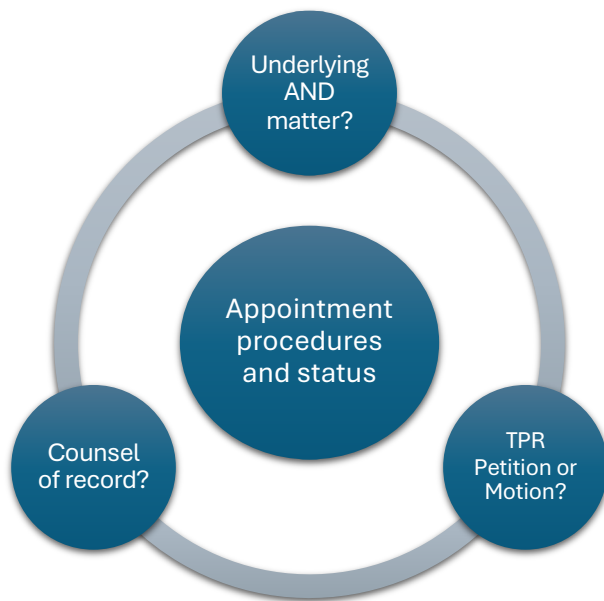 Underlying
AND
matter?
Appointment
procedures
and status
Counsel
of record?
TPR
Petition or
Motion?